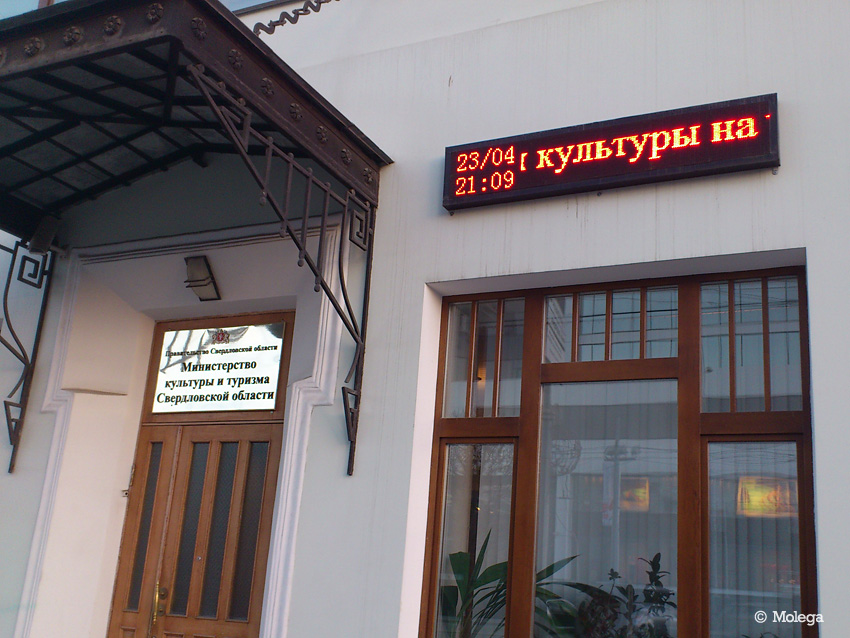 23/04
21:09
культуры на
Правительство Свердловской области
Министерство
культуры и туризма
Свердловской области
© Molega